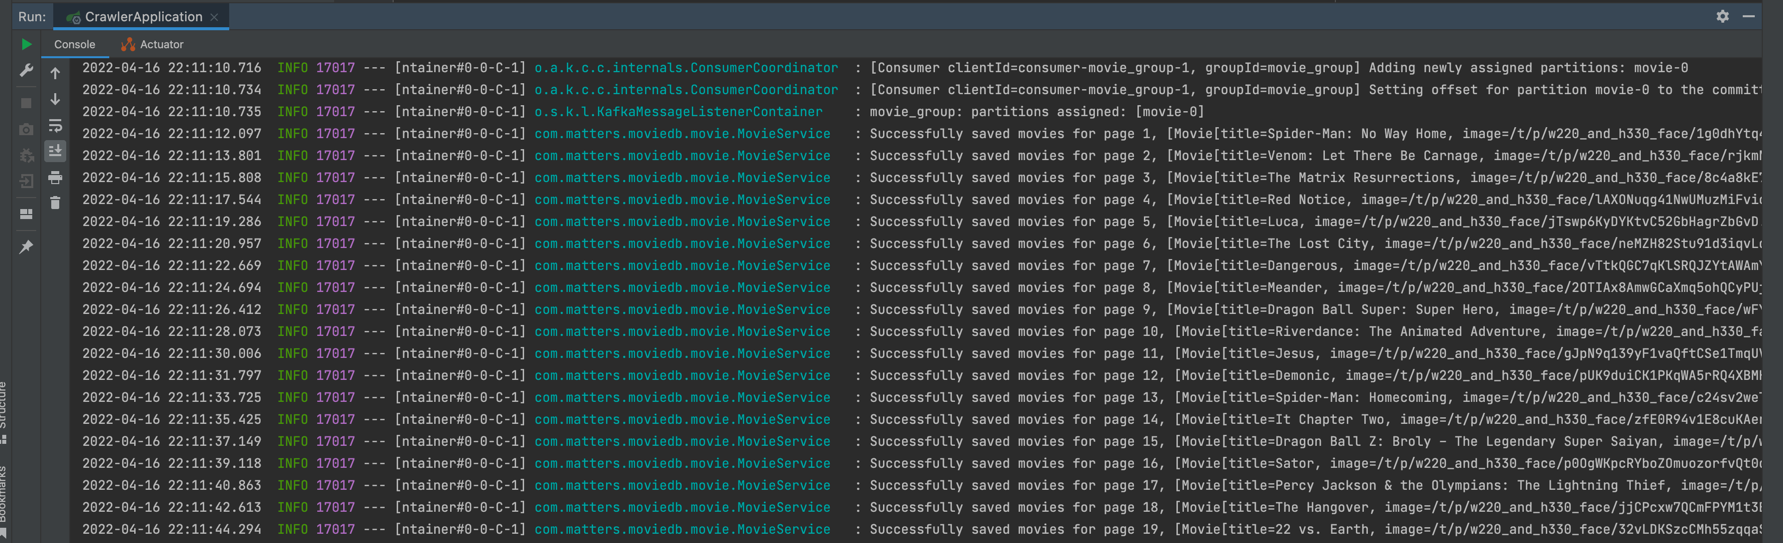 Run: CrawlerApplication
Console Actuator
2022-04-16 22:11:10.716 INFO 17017 --- [ntainer#0-0-C-1] o.a.k.c.c.internals.ConsumerCoordinator : [Consumer clientId=consumer-movie_group-1, groupId=movie_group] Adding newly assigned partitions: movie-0
2022-04-16 22:11:10.734 INFO 17017 --- [ntainer#0-0-C-1] o.a.k.c.c.internals.ConsumerCoordinator : [Consumer clientId=consumer-movie_group-1, groupId=movie_group] Setting offset for partition movie-0 to the committ
2022-04-16 22:11:10.735 INFO 17017 --- [ntainer#0-0-C-1] o.s.k.l.KafkaMessageListenerContainer : movie_group: partitions assigned: [movie-0]
2022-04-16 22:11:12.097 INFO 17017 --- [ntainer#0-0-C-1] com.matters.moviedb.movie.MovieService : Successfully saved movies for page 1, [Movie[title=Spider-Man: No Way Home, image=/t/p/w220_and_h330_face/1g0dhYtq4
2022-04-16 22:11:13.801 INFO 17017 --- [ntainer#0-0-C-1] com.matters.moviedb.movie.MovieService : Successfully saved movies for page 2, [Movie[title=Venom: Let There Be Carnage, image=/t/p/w220_and_h330_face/rjkmN
2022-04-16 22:11:15.808 INFO 17017 --- [ntainer#0-0-C-1] com.matters.moviedb.movie.MovieService : Successfully saved movies for page 3, [Movie[title=The Matrix Resurrections, image=/t/p/w220_and_h330_face/8c4a8kE7
2022-04-16 22:11:17.544 INFO 17017 --- [ntainer#0-0-C-1] com.matters.moviedb.movie.MovieService : Successfully saved movies for page 4, [Movie[title=Red Notice, image=/t/p/w220_and_h330_face/lAXONuqg41NwUMuzMiFvic
2022-04-16 22:11:19.286 INFO 17017 --- [ntainer#0-0-C-1] com.matters.moviedb.movie.MovieService : Successfully saved movies for page 5, [Movie[title=Luca, image=/t/p/w220_and_h330_face/jTswp6KyDYKtvC52GbHagrZbGvD
2022-04-16 22:11:20.957 INFO 17017 --- [ntainer#0-0-C-1] com.matters.moviedb.movie.MovieService : Successfully saved movies for page 6, [Movie[title=The Lost City, image=/t/p/w220_and_h330_face/neMZH82Stu91d3iqvLc
2022-04-16 22:11:22.669 INFO 17017 --- [ntainer#0-0-C-1] com.matters.moviedb.movie.MovieService : Successfully saved movies for page 7, [Movie[title=Dangerous, image=/t/p/w220_and_h330_face/vTtkQGC7qKlSRQJZYtAWAmY
2022-04-16 22:11:24.694 INFO 17017 --- [ntainer#0-0-C-1] com.matters.moviedb.movie.MovieService : Successfully saved movies for page 8, [Movie[title=Meander, image=/t/p/w220_and_h330_face/2OTIAx8AmwGCaXmq5ohQCyPUj
2022-04-16 22:11:26.412 INFO 17017 --- [ntainer#0-0-C-1] com.matters.moviedb.movie.MovieService : Successfully saved movies for page 9, [Movie[title=Dragon Ball Super: Super Hero, image=/t/p/w220_and_h330_face/wFY
2022-04-16 22:11:28.073 INFO 17017 --- [ntainer#0-0-C-1] com.matters.moviedb.movie.MovieService : Successfully saved movies for page 10, [Movie[title=Riverdance: The Animated Adventure, image=/t/p/w220_and_h330_fa
2022-04-16 22:11:30.006 INFO 17017 --- [ntainer#0-0-C-1] com.matters.moviedb.movie.MovieService : Successfully saved movies for page 11, [Movie[title=Jesus, image=/t/p/w220_and_h330_face/gJpN9q139yF1vaQftCSe1TmqUV
2022-04-16 22:11:31.797 INFO 17017 --- [ntainer#0-0-C-1] com.matters.moviedb.movie.MovieService : Successfully saved movies for page 12, [Movie[title=Demonic, image=/t/p/w220_and_h330_face/pUK9duiCK1PKqWA5rRQ4XBMH
2022-04-16 22:11:33.725 INFO 17017 --- [ntainer#0-0-C-1] com.matters.moviedb.movie.MovieService : Successfully saved movies for page 13, [Movie[title=Spider-Man: Homecoming, image=/t/p/w220_and_h330_face/c24sv2weT
2022-04-16 22:11:35.425 INFO 17017 --- [ntainer#0-0-C-1] com.matters.moviedb.movie.MovieService : Successfully saved movies for page 14, [Movie[title=It Chapter Two, image=/t/p/w220_and_h330_face/zfE0R94v1E8cuKAer
2022-04-16 22:11:37.149 INFO 17017 --- [ntainer#0-0-C-1] com.matters.moviedb.movie.MovieService : Successfully saved movies for page 15, [Movie[title=Dragon Ball Z: Broly – The Legendary Super Saiyan, image=/t/p/w
2022-04-16 22:11:39.118 INFO 17017 --- [ntainer#0-0-C-1] com.matters.moviedb.movie.MovieService : Successfully saved movies for page 16, [Movie[title=Sator, image=/t/p/w220_and_h330_face/p0OgWKpcRYboZOmuozorfvQt0c
2022-04-16 22:11:40.863 INFO 17017 --- [ntainer#0-0-C-1] com.matters.moviedb.movie.MovieService : Successfully saved movies for page 17, [Movie[title=Percy Jackson & the Olympians: The Lightning Thief, image=/t/p/
2022-04-16 22:11:42.613 INFO 17017 --- [ntainer#0-0-C-1] com.matters.moviedb.movie.MovieService : Successfully saved movies for page 18, [Movie[title=The Hangover, image=/t/p/w220_and_h330_face/jjCPcxw7QCmFPYM1t3E
2022-04-16 22:11:44.294 INFO 17017 --- [ntainer#0-0-C-1] com.matters.moviedb.movie.MovieService : Successfully saved movies for page 19, [Movie[title=22 vs. Earth, image=/t/p/w220_and_h330_face/32vLDKSzcCMh55zqqaS
Structure
Bookmarks